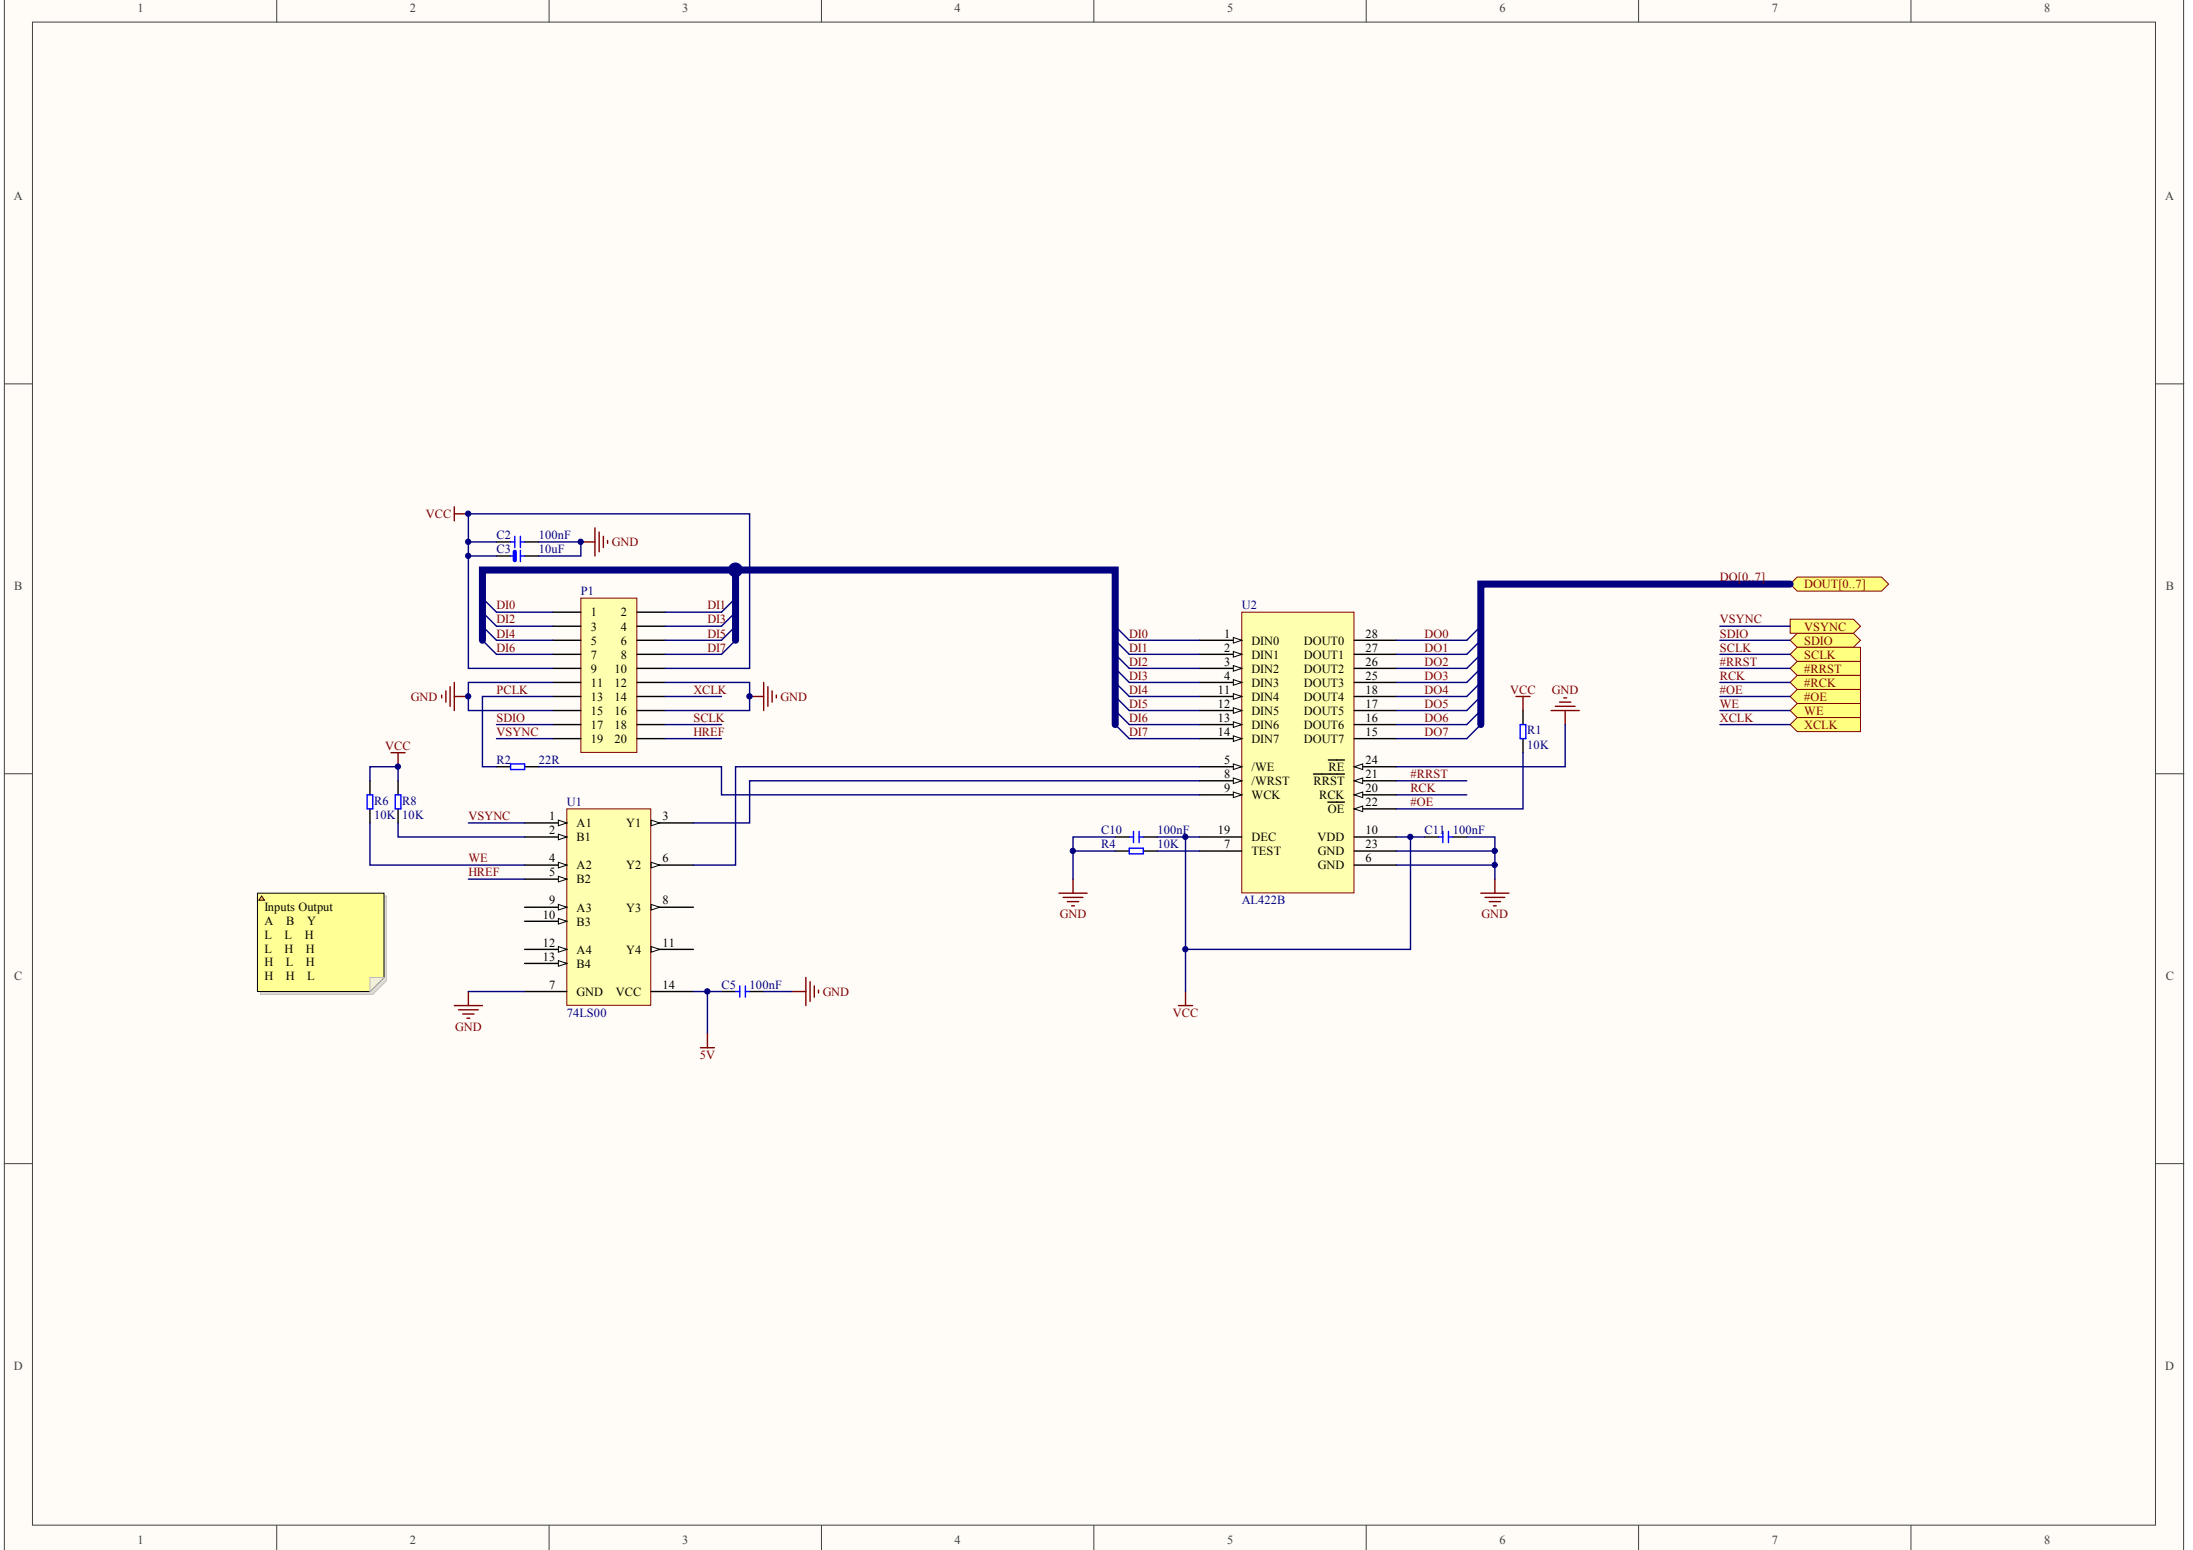 1 2 3 4 5 6 7 8
A A
VCC
C2 100nF
GND
C3 10uF
B B
DO[0..7] DOUT[0..7]
P1
U2
DI0 1 2 DI1
DI2 3 4 DI3
DI4 5 6 DI5
DI6 7 8 DI7
9 10
11 12
GND PCLK 13 14 XCLK GND
15 16
SDIO 17 18 SCLK
VSYNC 19 20 HREF
DI0 1 DIN0 DOUT0 28 DO0
DI1 2 DIN1 DOUT1 27 DO1
DI2 3 DIN2 DOUT2 26 DO2
DI3 4 DIN3 DOUT3 25 DO3
DI4 11 DIN4 DOUT4 18 DO4
DI5 12 DIN5 DOUT5 17 DO5
DI6 13 DIN6 DOUT6 16 DO6
DI7 14 DIN7 DOUT7 15 DO7
VCC GND
R1
10K
VSYNC VSYNC
SDIO SDIO
SCLK SCLK
#RRST #RRST
RCK #RCK
#OE #OE
WE WE
XCLK XCLK
VCC
R2 22R
5 /WE RE 24
8 /WRST RRST 21 #RRST
9 WCK RCK 20 RCK
OE 22 #OE
R6 R8
10K 10K
U1
VSYNC 1 A1 Y1 3
2 B1
WE 4 A2 Y2 6
HREF 5 B2
9 A3 Y3 8
10 B3
12 A4 Y4 11
13 B4
7 GND VCC 14
C5 100nF
GND
74LS00
GND
5V
C10 100nF 19 DEC VDD 10 C11 100nF
R4 10K 7 TEST GND 23
GND 6
AL422B
GND
GND
VCC
Inputs Output
A B Y
L L H
L H H
H L H
H H L
C C
D D
1 2 3 4 5 6 7 8